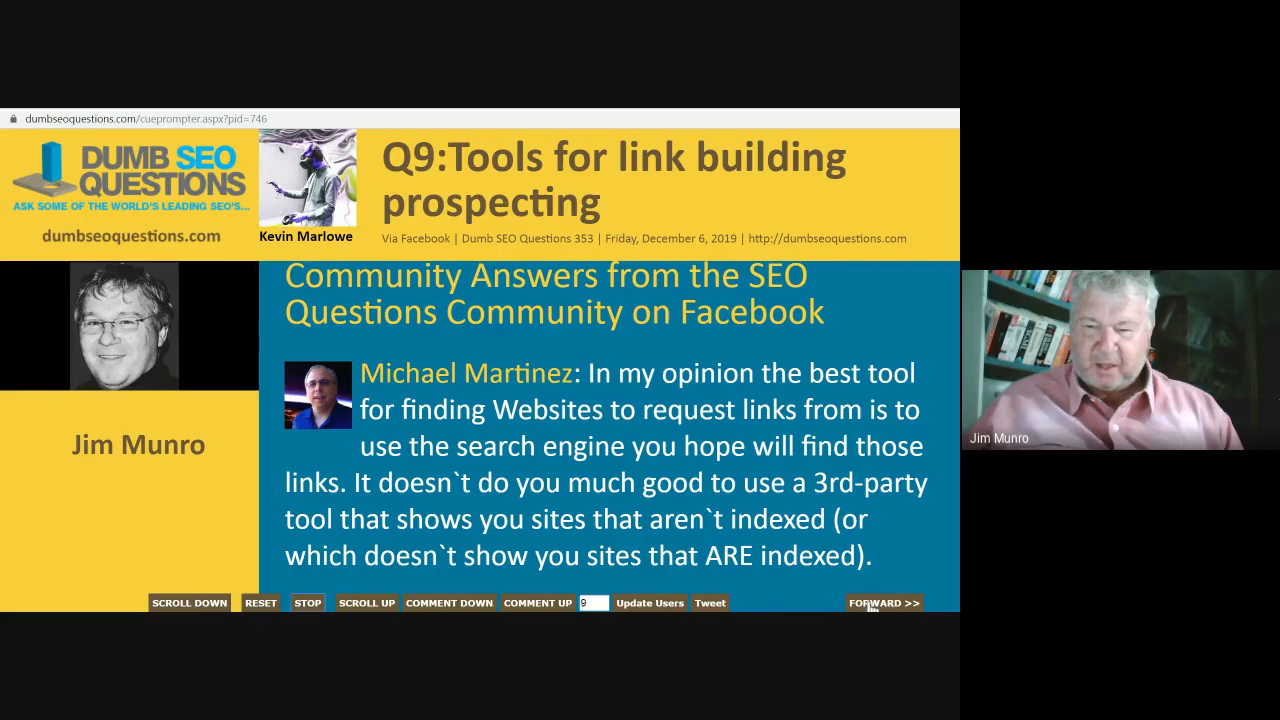 dumbseoquestions.com/cueprompter.aspx?pid=746
DUMB SEO
QUESTIONS
ASK SOME OF THE WORLD'S LEADING SEO'S...
dumbseoquestions.com
Kevin Marlowe
Q9:Tools for link building
prospecting
Via Facebook | Dumb SEO Questions 353 | Friday, December 6, 2019 | http://dumbseoquestions.com
Jim Munro
Community Answers from the SEO
Questions Community on Facebook
Michael Martinez: In my opinion the best tool
for finding Websites to request links from is to
use the search engine you hope will find those
links. It doesn`t do you much good to use a 3rd-party
tool that shows you sites that aren`t indexed (or
which doesn`t show you sites that ARE indexed).
SCROLL DOWN RESET STOP SCROLL UP COMMENT DOWN COMMENT UP 9 Update Users Tweet FORWARD >>
Jim Munro